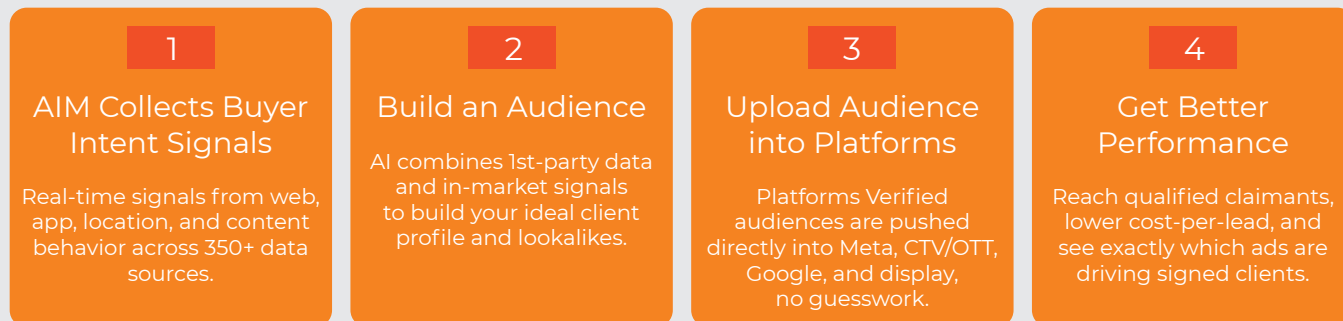 1
AIM Collects Buyer
Intent Signals
Real-time signals from web,
app, location, and content
behavior across 350+ data
sources.
2
Build an Audience
AI combines 1st-party data
and in-market signals
to build your ideal client
profile and lookalikes.
3
Upload Audience
into Platforms
Platforms Verified
audiences are pushed
directly into Meta, CTV/OTT,
Google, and display,
no guesswork.
4
Get Better
Performance
Reach qualified claimants,
lower cost-per-lead, and
see exactly which ads are
driving signed clients.